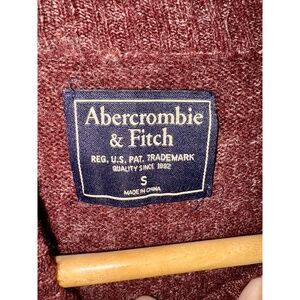 Abercrombie
& Fitch
REG. U.S. PAT. TRADEMARK
QUALITY SINCE 1892
S
MADE IN CHINA